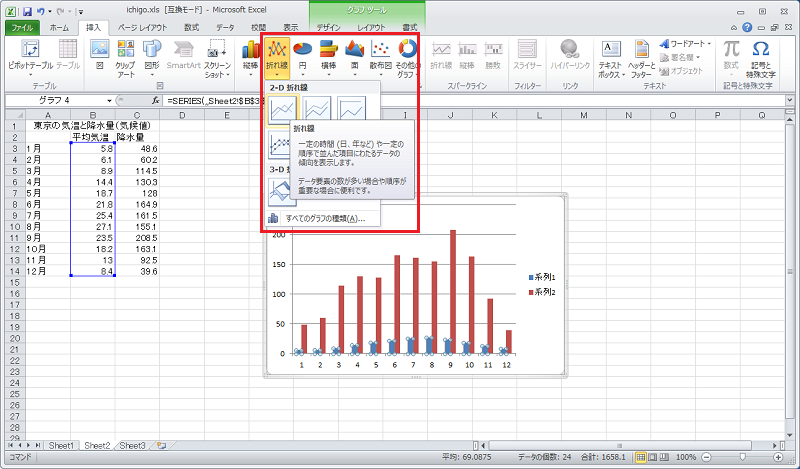 ichigo.xls [互換モード] - Microsoft Excel
グラフ ツール
ファイル ホーム 挿入 ページ レイアウト 数式 データ 校閲 表示 デザイン レイアウト 書式
ピボットテーブル テーブル 図 クリップアート 図形 SmartArt スクリーンショット 縦棒 折れ線 円 横棒 面 散布図 その他のグラフ 折れ線 縦棒 勝敗 スライサー ハイパーリンク テキストボックス ヘッダーとフッター ワードアート 署名欄 オブジェクト 数式 記号と特殊文字
テーブル 図 スパークライン フィルター リンク テキスト 記号と特殊文字
グラフ 4 fx =SERIES(,,Sheet2!$B$3
2-D 折れ線
折れ線
一定の時間 (日、年など) や一定の
順序で並んだ項目にわたるデータの
傾向を表示します。
データ要素の数が多い場合や順序が
重要な場合に便利です。
3-D 折
すべてのグラフの種類(A)...
A B C D E I J K L M N O P Q
1 東京の気温と降水量(気候値)
2 平均気温 降水量
3 1月 5.8 48.6
4 2月 6.1 60.2
5 3月 8.9 114.5
6 4月 14.4 130.3
7 5月 18.7 128
8 6月 21.8 164.9
9 7月 25.4 161.5
10 8月 27.1 155.1
11 9月 23.5 208.5
12 10月 18.2 163.1
13 11月 13 92.5
14 12月 8.4 39.6
15
16
17
18
19
20
21
22
23
24
25
26
27
28
29
200
150
100
50
0
1 2 3 4 5 6 7 8 9 10 11 12
系列1
系列2
Sheet1 Sheet2 Sheet3
コマンド 平均: 69.0875 データの個数: 24 合計: 1658.1 100%